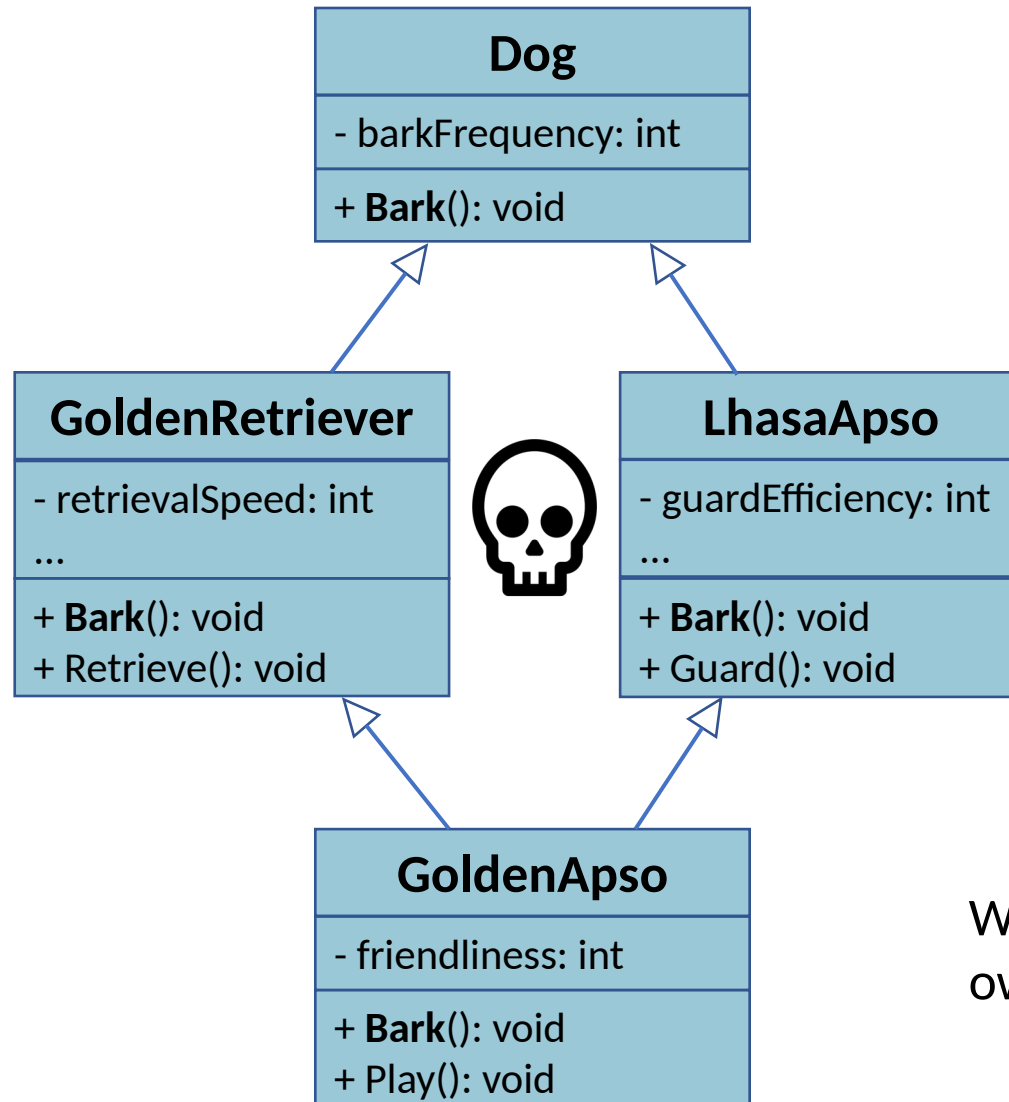 Dog
- barkFrequency: int
+ Bark(): void
GoldenRetriever
- retrievalSpeed: int
...
+ Bark(): void
+ Retrieve(): void
LhasaApso
- guardEfficiency: int
...
+ Bark(): void
+ Guard(): void
GoldenApso
- friendliness: int
+ Bark(): void
+ Play(): void